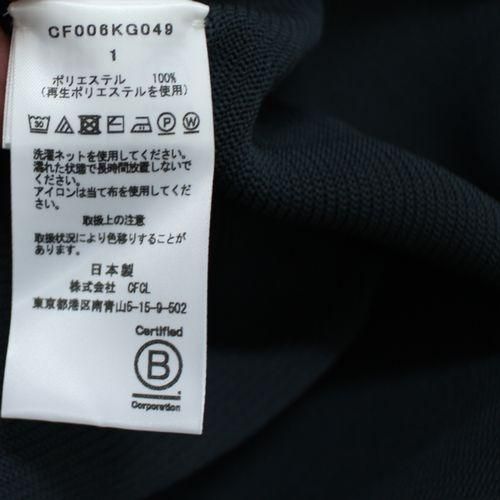 CF006KG049
1
ポリエステル 100%
(再生ポリエステルを使用)
30 P W
洗濯ネットを使用してください。
濡れた状態で長時間放置しないで
ください。
アイロンは当て布を使用してくだ
さい。
取扱上の注意
取扱状況により色移りすることが
あります。
日本製
株式会社 CFCL
東京都港区南青山5-15-9-502
Certified
B
Corporation